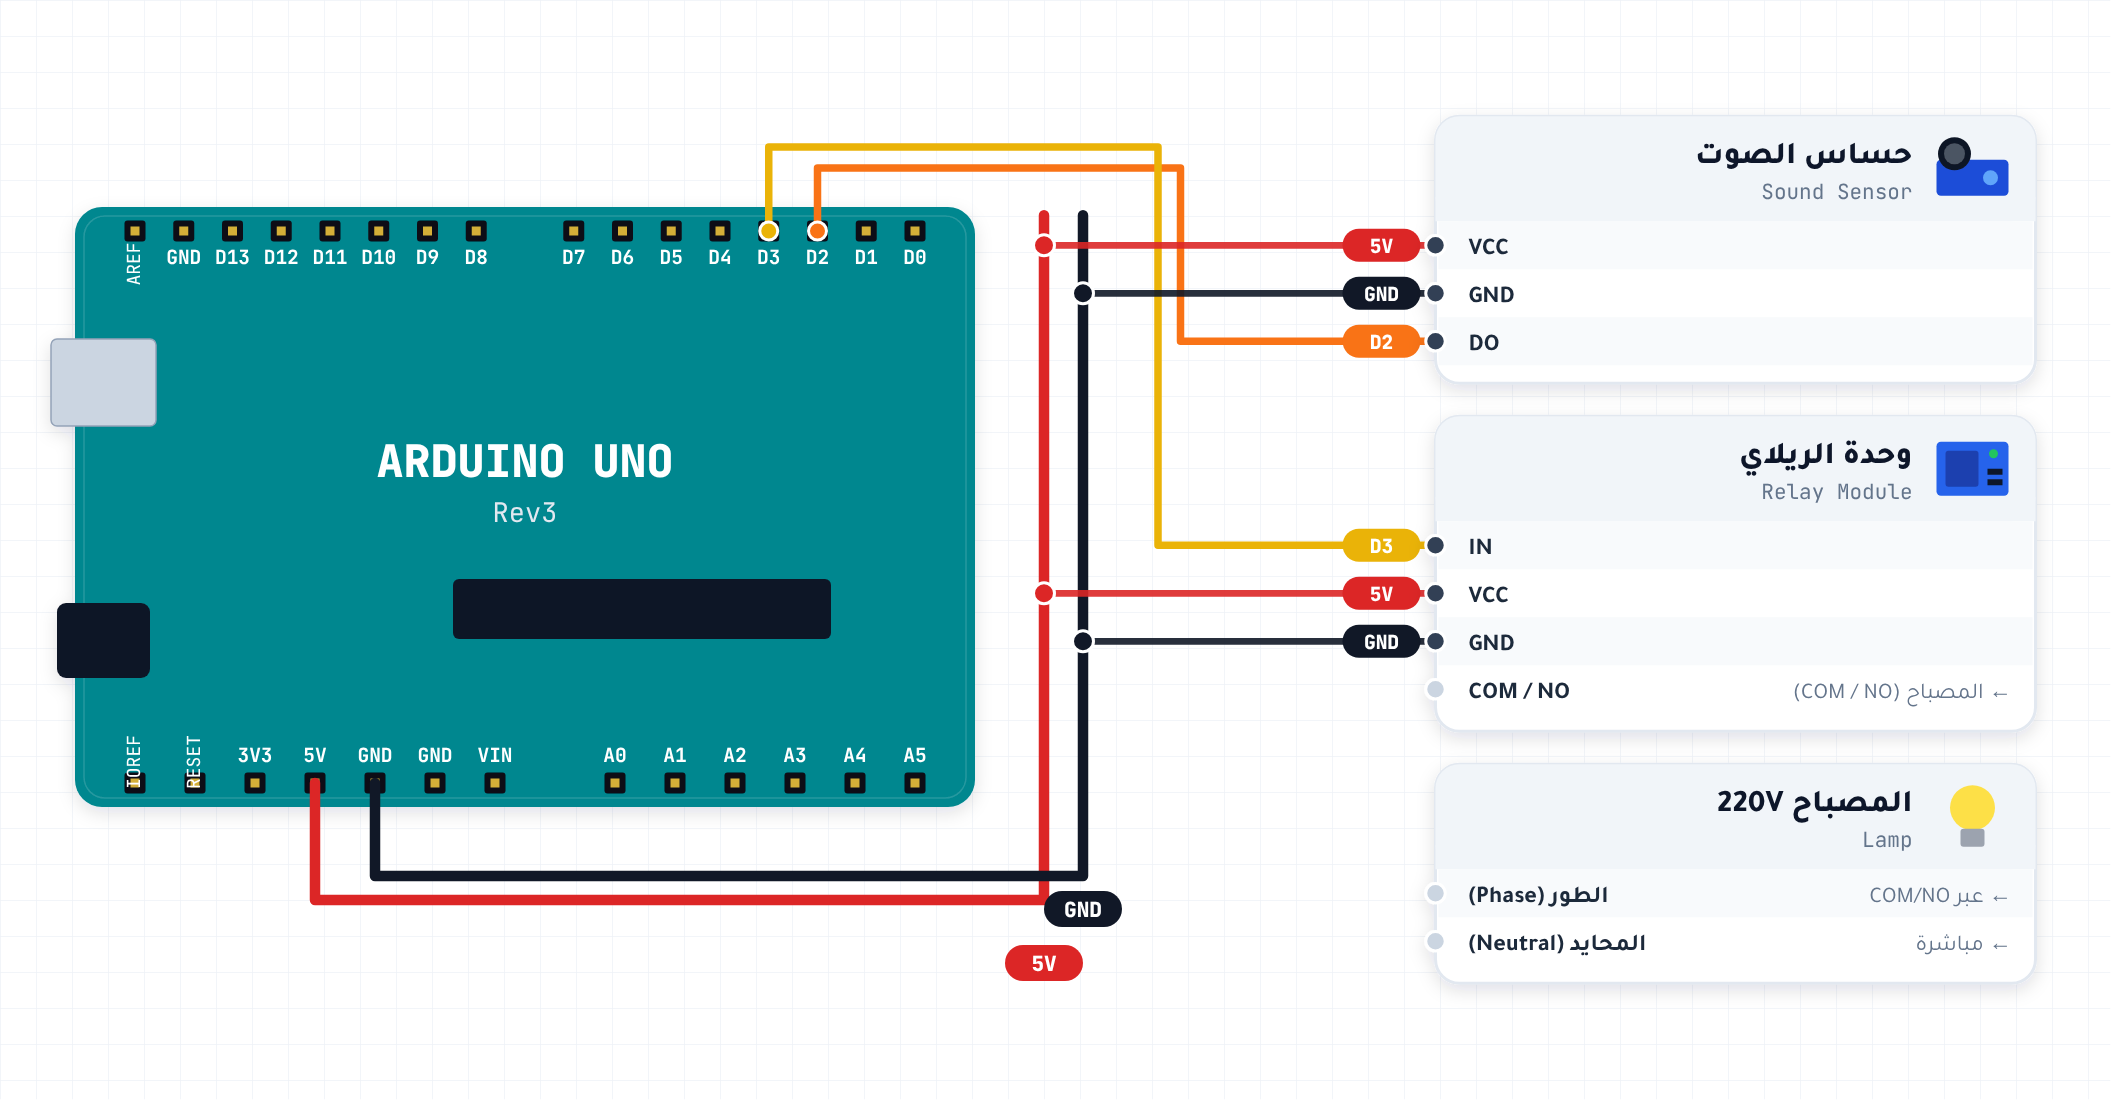 AREF
GND D13 D12 D11 D10 D9 D8 D7 D6 D5 D4 D3 D2 D1 D0
ARDUINO UNO
Rev3
IOREF RESET 3V3 5V GND GND VIN A0 A1 A2 A3 A4 A5
GND
5V
حساس الصوت
Sound Sensor
5V VCC
GND GND
D2 DO
وحدة الريلاي
Relay Module
D3 IN
5V VCC
GND GND
COM / NO ← المصباح (COM / NO)
المصباح 220V
Lamp
الطور (Phase) ← عبر COM/NO
المحايد (Neutral) ← مباشرة